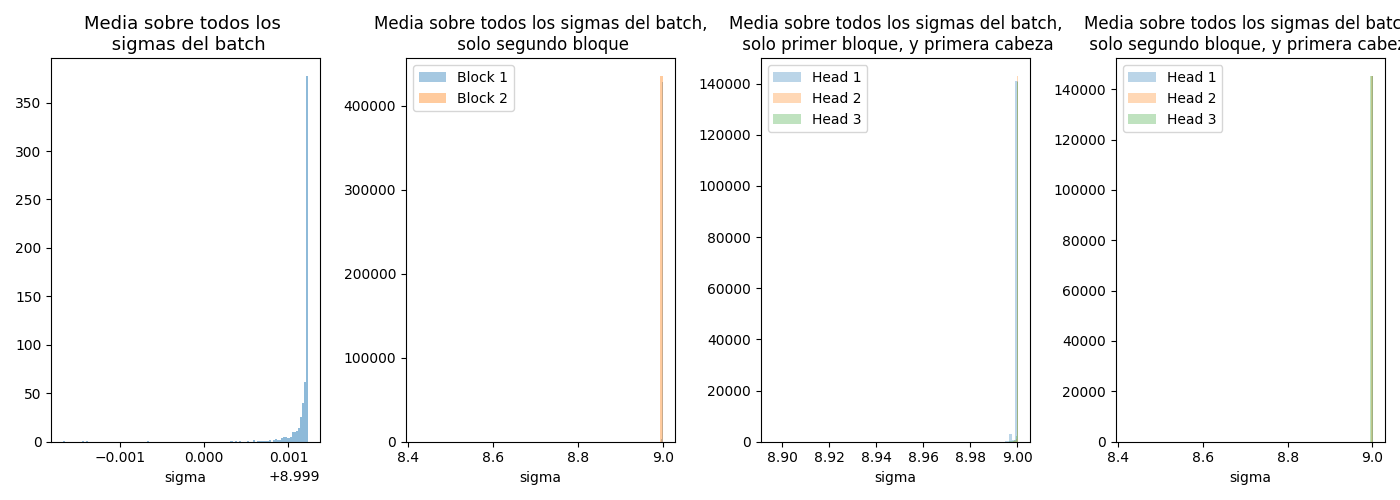 Media sobre todos los
sigmas del batch
350
300
250
200
150
100
50
0
−0.001
0.000
0.001
+8.999
sigma
Media sobre todos los sigmas del batch,
solo segundo bloque
Block 1
Block 2
400000
300000
200000
100000
0
8.4
8.6
8.8
9.0
sigma
Media sobre todos los sigmas del batch,
solo primer bloque, y primera cabeza
Head 1
Head 2
Head 3
140000
120000
100000
80000
60000
40000
20000
0
8.90
8.92
8.94
8.96
8.98
9.00
sigma
Media sobre todos los sigmas del batc
solo segundo bloque, y primera cabez
Head 1
Head 2
Head 3
140000
120000
100000
80000
60000
40000
20000
0
8.4
8.6
8.8
9.0
sigma